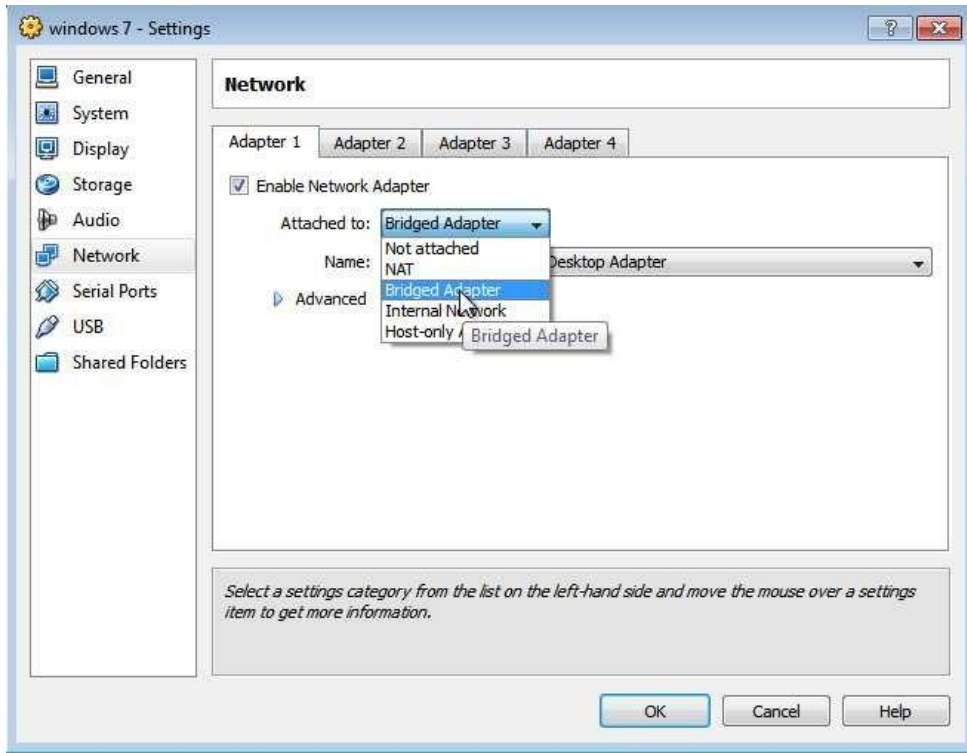 windows 7 - Settings
General
System
Display
Storage
Audio
Network
Serial Ports
USB
Shared Folders
Network
Adapter 1 Adapter 2 Adapter 3 Adapter 4
Enable Network Adapter
Attached to: Bridged Adapter
Not attached
NAT
Bridged Adapter
Internal Network
Host-only
Bridged Adapter
Name: Desktop Adapter
Advanced
Select a settings category from the list on the left-hand side and move the mouse over a settings
item to get more information.
OK Cancel Help